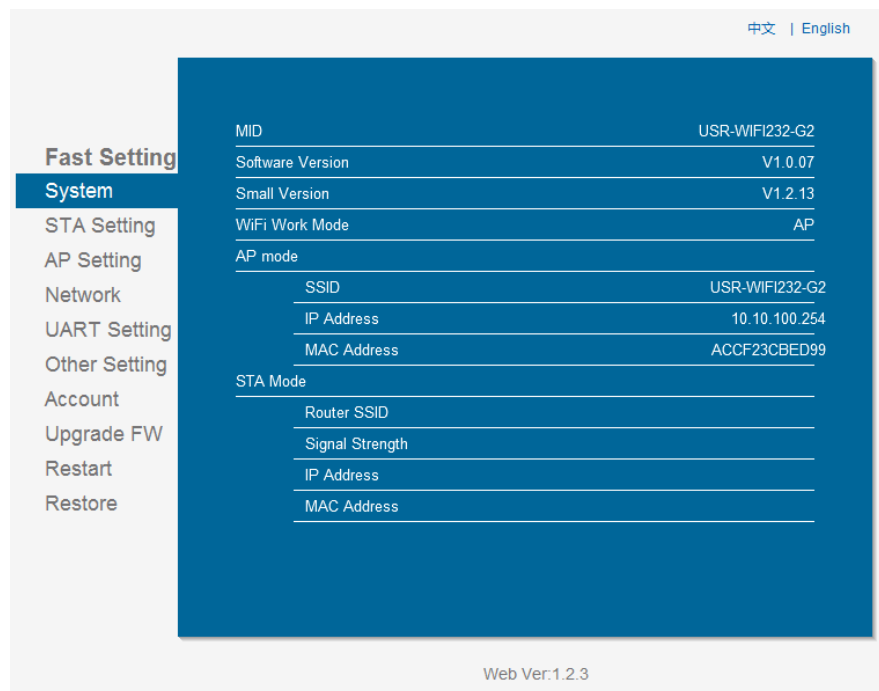 中文 | English
Fast Setting
System
STA Setting
AP Setting
Network
UART Setting
Other Setting
Account
Upgrade FW
Restart
Restore
MID USR-WIFI232-G2
Software Version V1.0.07
Small Version V1.2.13
WiFi Work Mode AP
AP mode
SSID USR-WIFI232-G2
IP Address 10.10.100.254
MAC Address ACCF23CBED99
STA Mode
Router SSID
Signal Strength
IP Address
MAC Address
Web Ver:1.2.3